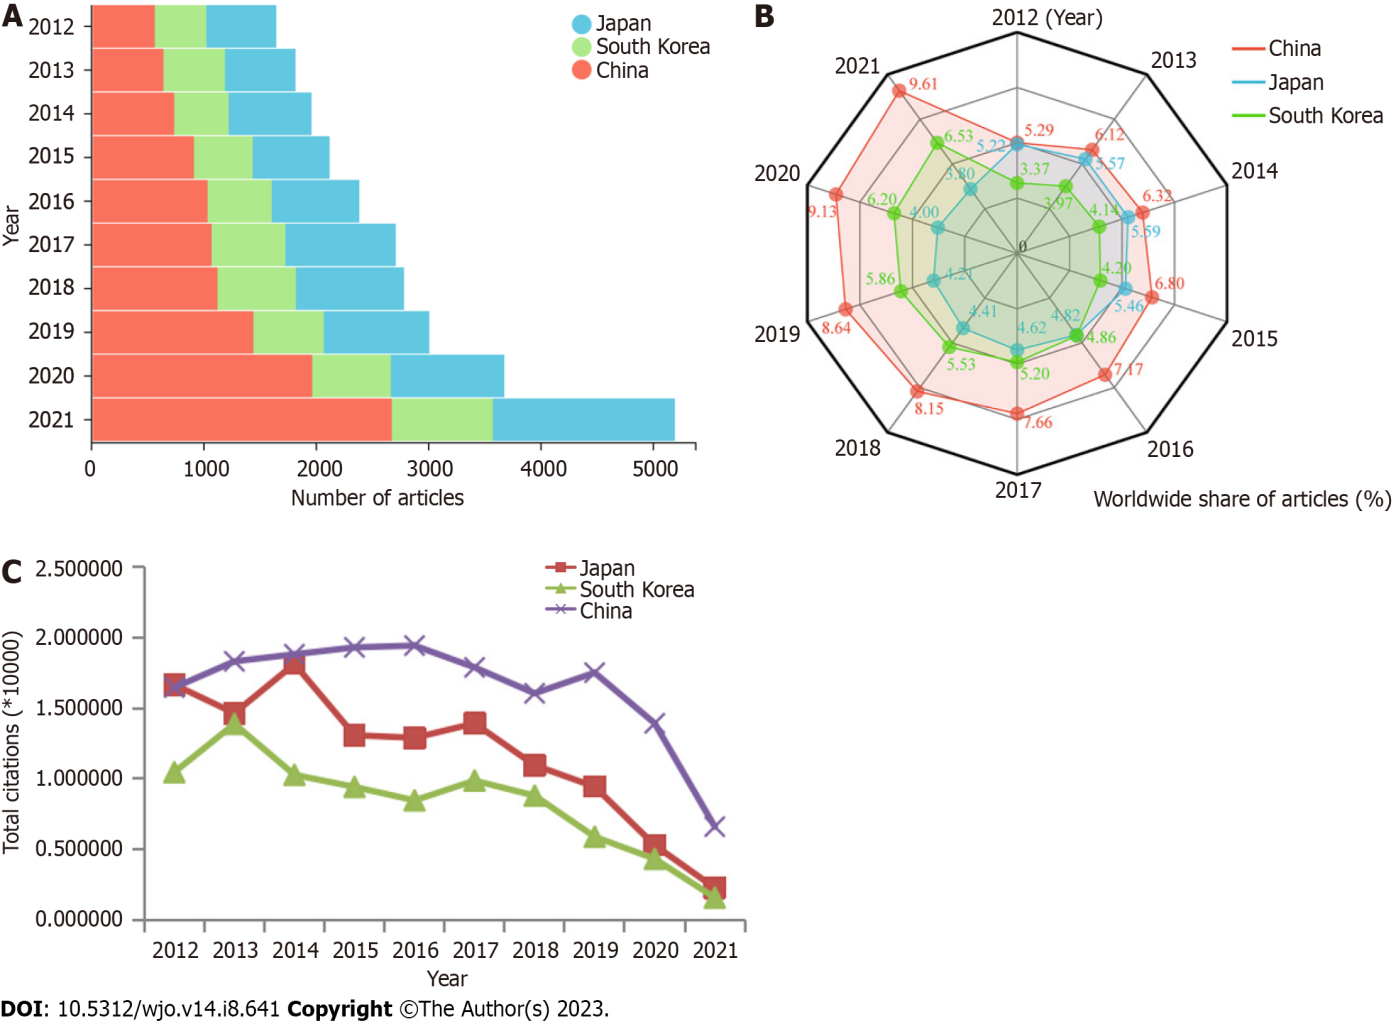 A
Japan
South Korea
China
2012
2013
2014
2015
2016
2017
2018
2019
2020
2021
Year
0 1000 2000 3000 4000 5000
Number of articles
B
2012 (Year)
2013
2014
2015
2016
2017
2018
2019
2020
2021
China
Japan
South Korea
9.61
5.29
6.12
6.53
5.22
5.57
3.80
3.37
3.97
6.32
9.13
6.20
4.00
4.14
5.59
0
5.86
4.21
4.20
6.80
5.46
8.64
4.41
4.62
4.82
4.86
5.53
5.20
7.17
8.15
7.66
Worldwide share of articles (%)
C
Japan
South Korea
China
2.500000
2.000000
1.500000
1.000000
0.500000
0.000000
Total citations (*10000)
2012 2013 2014 2015 2016 2017 2018 2019 2020 2021
Year
DOI: 10.5312/wjo.v14.i8.641 Copyright ©The Author(s) 2023.